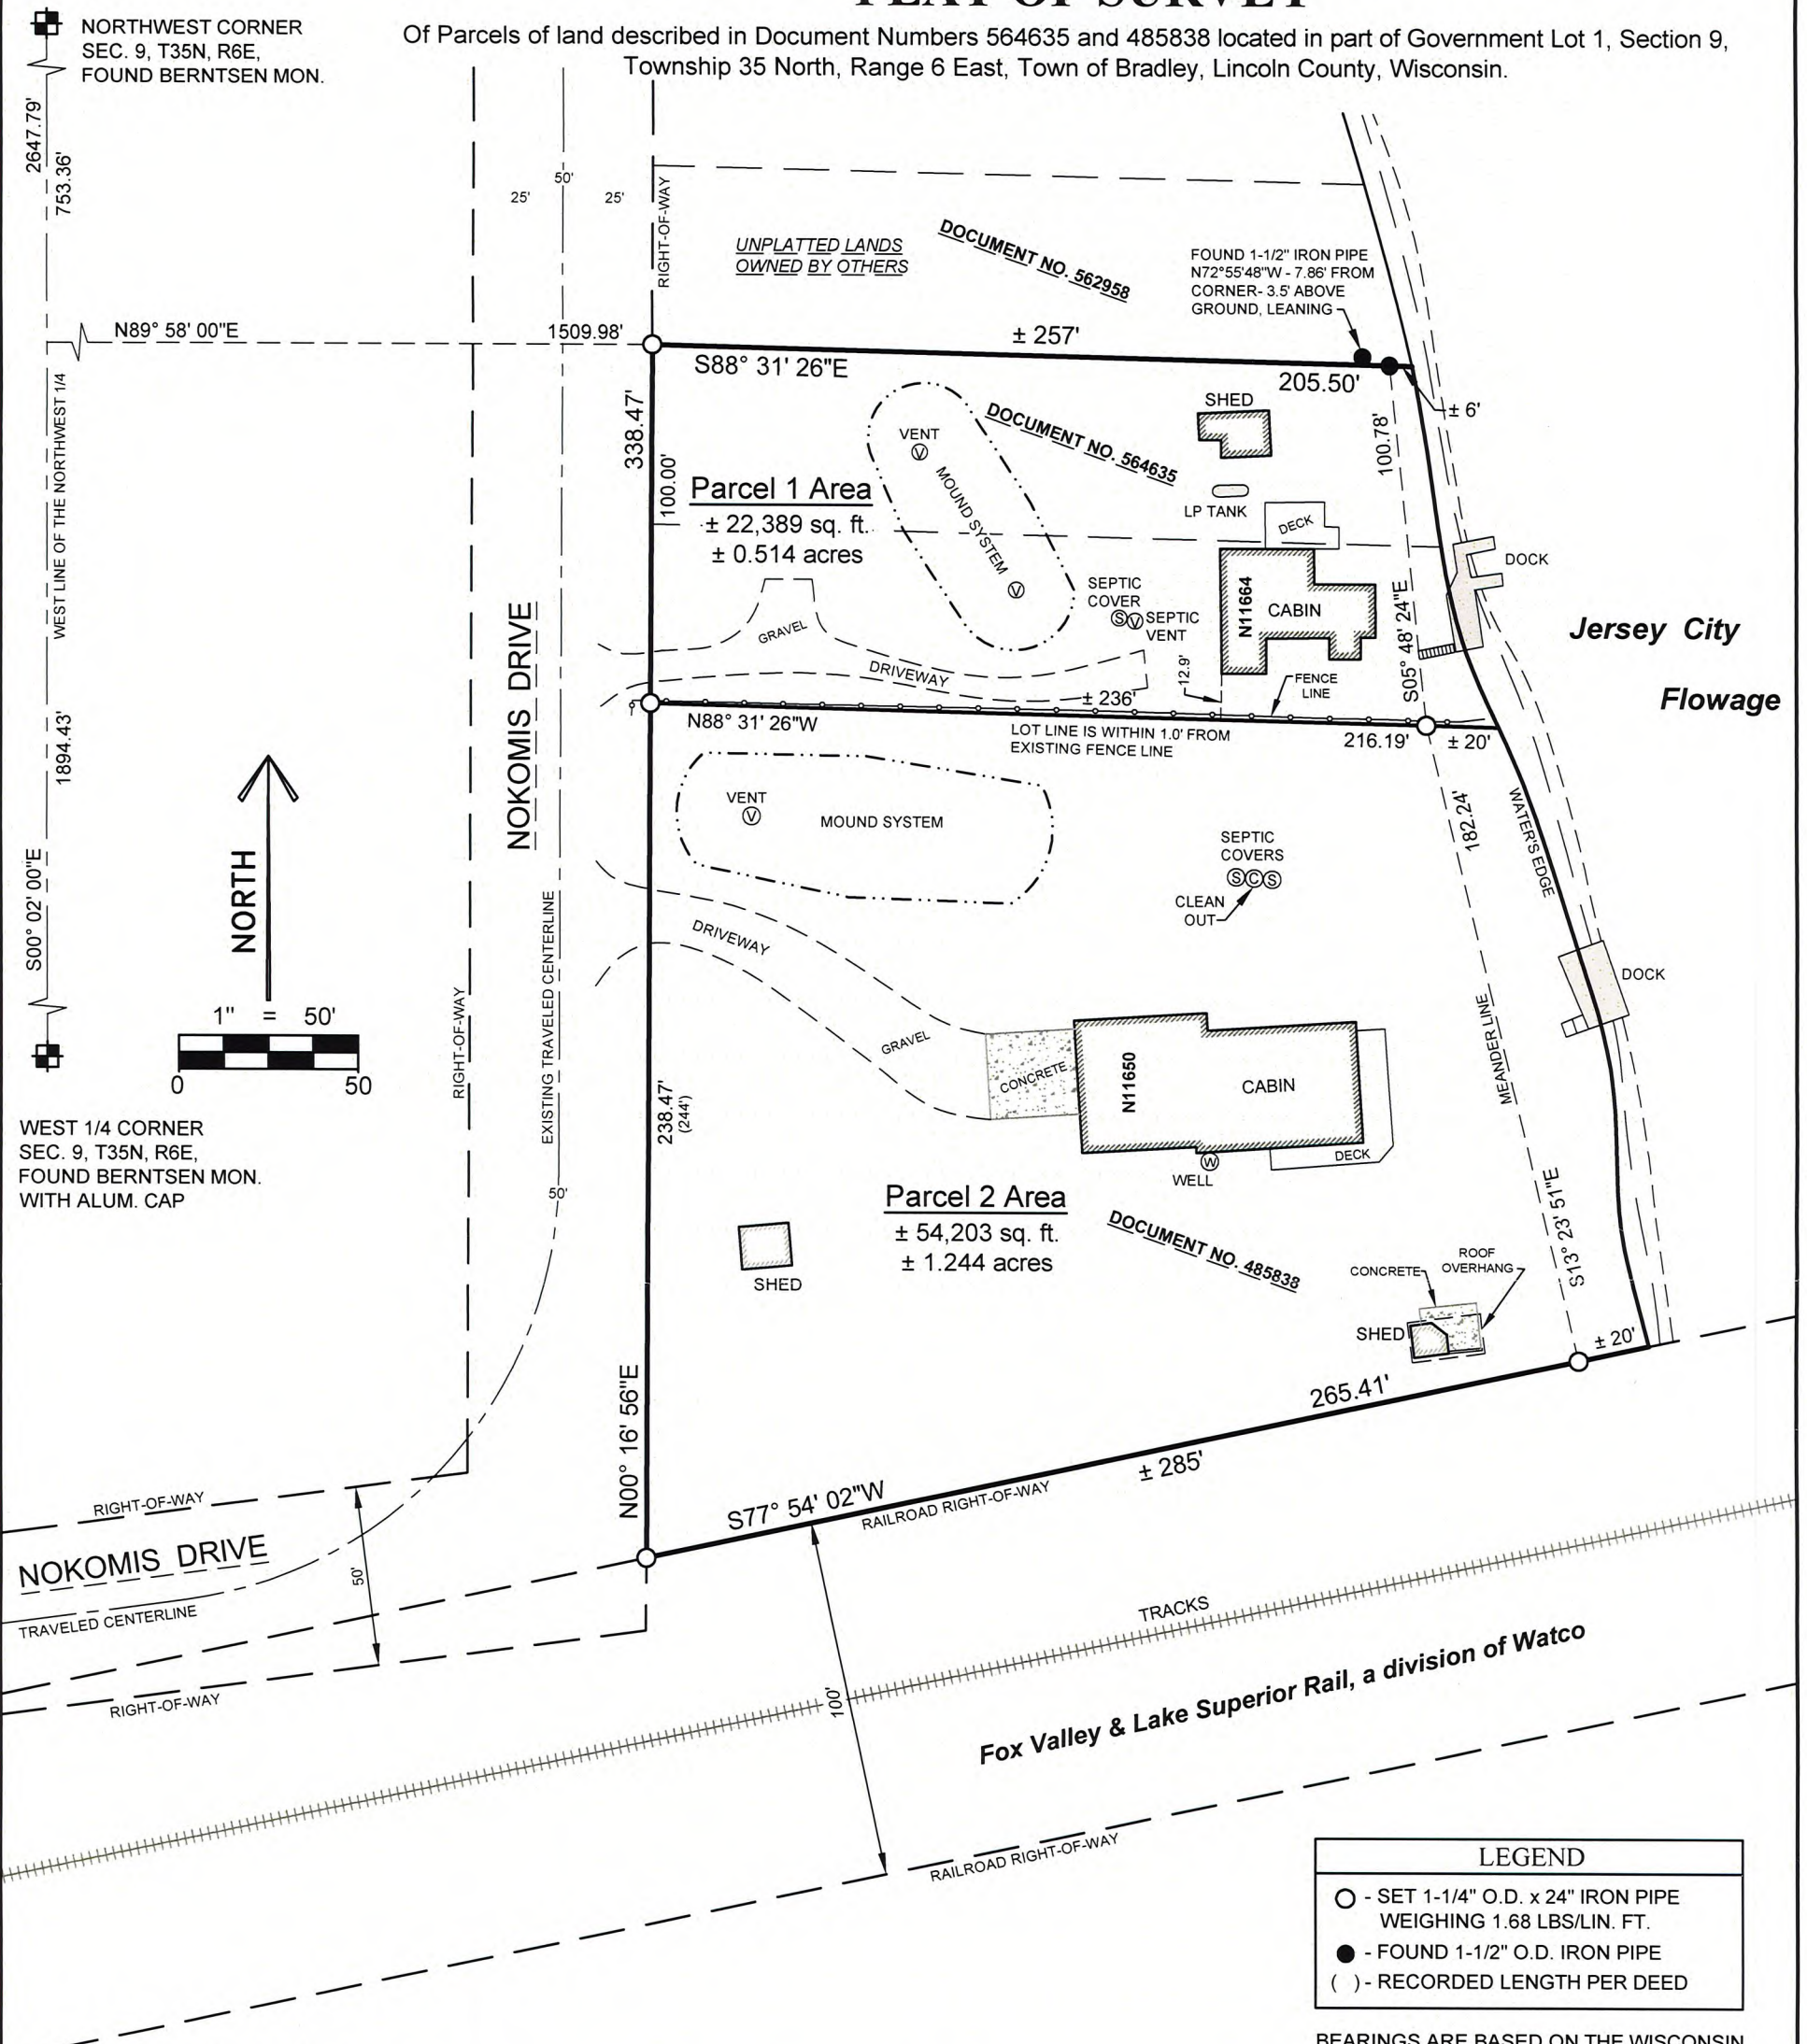 PLAT OF SURVEY
Of Parcels of land described in Document Numbers 564635 and 485838 located in part of Government Lot 1, Section 9,
Township 35 North, Range 6 East, Town of Bradley, Lincoln County, Wisconsin.
NORTHWEST CORNER
SEC. 9, T35N, R6E,
FOUND BERNTSEN MON.
2647.79'
753.36'
WEST LINE OF THE NORTHWEST 1/4
1894.43'
S00° 02' 00"E
N89° 58' 00"E
1509.98'
50'
25'
25'
RIGHT-OF-WAY
UNPLATTED LANDS
OWNED BY OTHERS
DOCUMENT NO. 562958
FOUND 1-1/2" IRON PIPE
N72°55'48"W - 7.86' FROM
CORNER- 3.5' ABOVE
GROUND, LEANING
± 257'
S88° 31' 26"E
205.50'
± 6'
338.47'
100.00'
100.78'
SHED
VENT
V
DOCUMENT NO. 564635
MOUND SYSTEM
V
Parcel 1 Area
± 22,389 sq. ft.
± 0.514 acres
LP TANK
DECK
DOCK
SEPTIC
COVER
S
V
SEPTIC
VENT
N11664
CABIN
S05° 48' 24"E
Jersey City
Flowage
GRAVEL
DRIVEWAY
12.9'
FENCE
LINE
± 236'
N88° 31' 26"W
LOT LINE IS WITHIN 1.0' FROM
EXISTING FENCE LINE
216.19'
± 20'
NOKOMIS DRIVE
VENT
V
MOUND SYSTEM
SEPTIC
COVERS
S
C
S
CLEAN
OUT
182.24'
WATER'S EDGE
NORTH
1" = 50'
0
50
DRIVEWAY
GRAVEL
CONCRETE
N11650
CABIN
DECK
W
WELL
DOCK
MEANDER LINE
RIGHT-OF-WAY
EXISTING TRAVELED CENTERLINE
238.47'
(244')
50'
WEST 1/4 CORNER
SEC. 9, T35N, R6E,
FOUND BERNTSEN MON.
WITH ALUM. CAP
Parcel 2 Area
± 54,203 sq. ft.
± 1.244 acres
DOCUMENT NO. 485838
SHED
S13° 23' 51"E
ROOF
OVERHANG
CONCRETE
SHED
± 20'
265.41'
N00° 16' 56"E
± 285'
S77° 54' 02"W
RAILROAD RIGHT-OF-WAY
RIGHT-OF-WAY
NOKOMIS DRIVE
50'
TRAVELED CENTERLINE
RIGHT-OF-WAY
TRACKS
100'
Fox Valley & Lake Superior Rail, a division of Watco
RAILROAD RIGHT-OF-WAY
LEGEND
- SET 1-1/4" O.D. x 24" IRON PIPE
WEIGHING 1.68 LBS/LIN. FT.
- FOUND 1-1/2" O.D. IRON PIPE
( ) - RECORDED LENGTH PER DEED
BEARINGS ARE BASED ON THE WISCONSIN